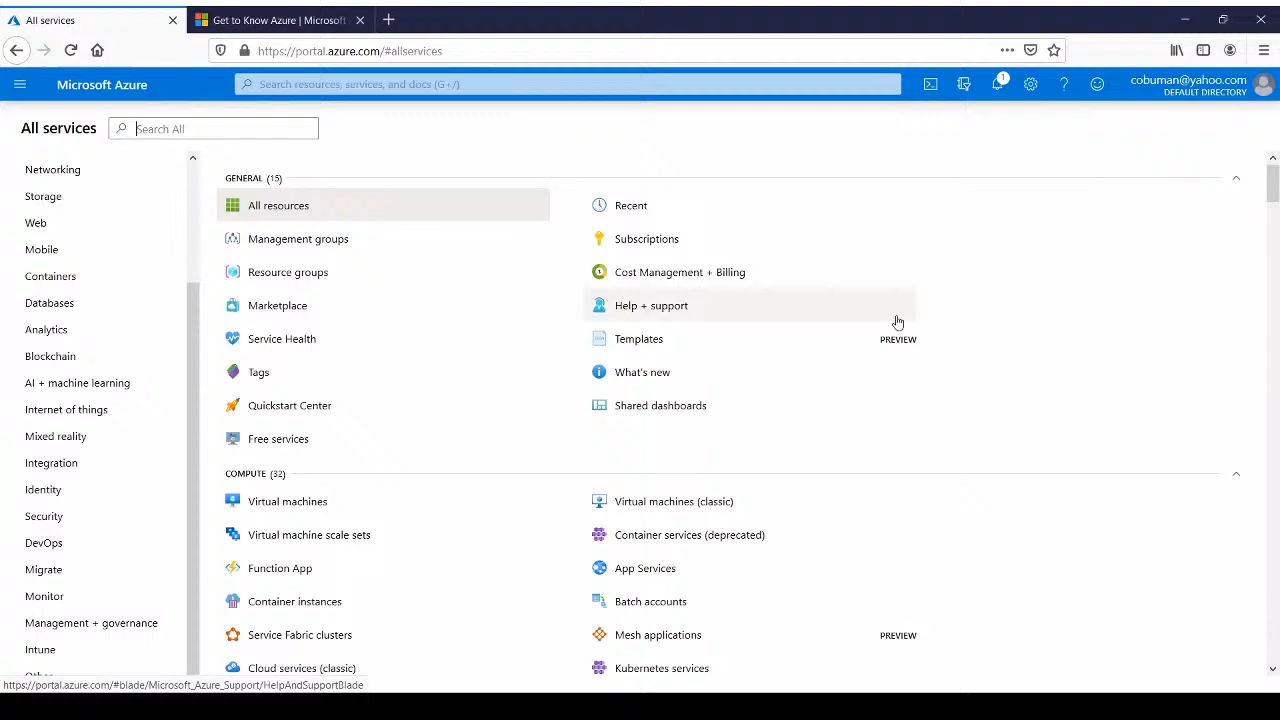 All services
Get to Know Azure | Microsoft
https://portal.azure.com/#allservices
Microsoft Azure
Search resources, services, and docs (G+/)
1
cobuman@yahoo.com
DEFAULT DIRECTORY
All services
Search All
Networking
Storage
Web
Mobile
Containers
Databases
Analytics
Blockchain
AI + machine learning
Internet of things
Mixed reality
Integration
Identity
Security
DevOps
Migrate
Monitor
Management + governance
Intune
Other
GENERAL (15)
All resources
Recent
Management groups
Subscriptions
Resource groups
Cost Management + Billing
Marketplace
Help + support
Service Health
Templates
PREVIEW
Tags
What's new
Quickstart Center
Shared dashboards
Free services
COMPUTE (32)
Virtual machines
Virtual machines (classic)
Virtual machine scale sets
Container services (deprecated)
Function App
App Services
Container instances
Batch accounts
Service Fabric clusters
Mesh applications
PREVIEW
Cloud services (classic)
Kubernetes services
https://portal.azure.com/#blade/Microsoft_Azure_Support/HelpAndSupportBlade